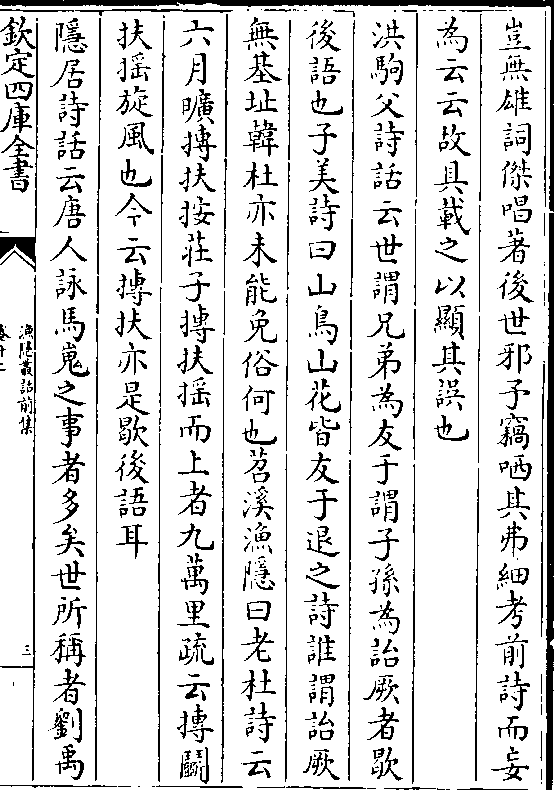 豈無雄詞傑唱著後世邪予竊哂其弗細考前詩而妄
為云云故具載之以顯其誤也
洪駒父詩話云世謂兄弟為友于謂子孫為詒厥者歇
後語也子美詩曰山鳥山花皆友于退之詩誰謂詒厥
無基址韓杜亦未能免俗何也苕溪漁隱曰老杜詩云
六月曠摶扶按莊子摶扶揺而上者九萬里疏云摶鬭
扶揺旋風也今云摶扶亦是歇後語耳
隱居詩話云唐人詠馬嵬之事者多矣世所稱者劉禹
欽定四庫全書
漁隱叢話前集
三